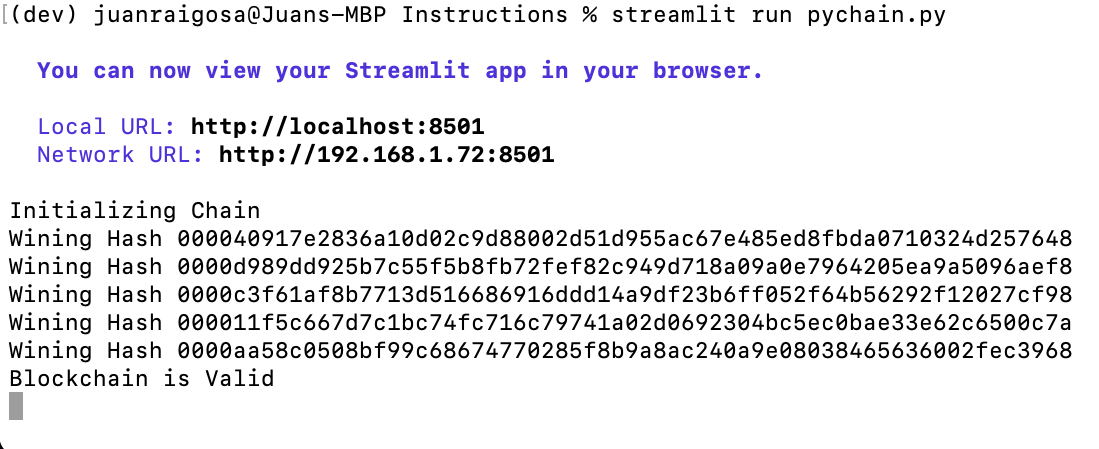 [(dev) juanraigosa@Juans-MBP Instructions % streamlit run pychain.py
You can now view your Streamlit app in your browser.
Local URL: http://localhost:8501
Network URL: http://192.168.1.72:8501
Initializing Chain
Wining Hash 000040917e2836a10d02c9d88002d51d955ac67e485ed8fbda0710324d257648
Wining Hash 0000d989dd925b7c55f5b8fb72fef82c949d718a09a0e7964205ea9a5096aef8
Wining Hash 0000c3f61af8b7713d516686916ddd14a9df23b6ff052f64b56292f12027cf98
Wining Hash 000011f5c667d7c1bc74fc716c79741a02d0692304bc5ec0bae33e62c6500c7a
Wining Hash 0000aa58c0508bf99c68674770285f8b9a8ac240a9e08038465636002fec3968
Blockchain is Valid